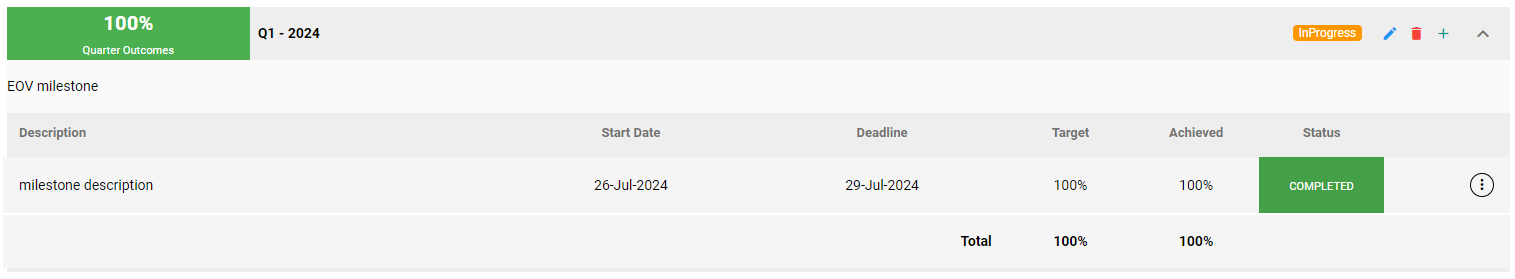 100%
Quarter Outcomes
Q1 - 2024
InProgress
EOV milestone
Description Start Date Deadline Target Achieved Status
milestone description 26-Jul-2024 29-Jul-2024 100% 100% COMPLETED
Total 100% 100%